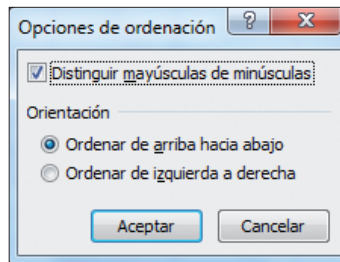 Opciones de ordenación
Distinguir mayúsculas de minúsculas
Orientación
Ordenar de arriba hacia abajo
Ordenar de izquierda a derecha
Aceptar Cancelar